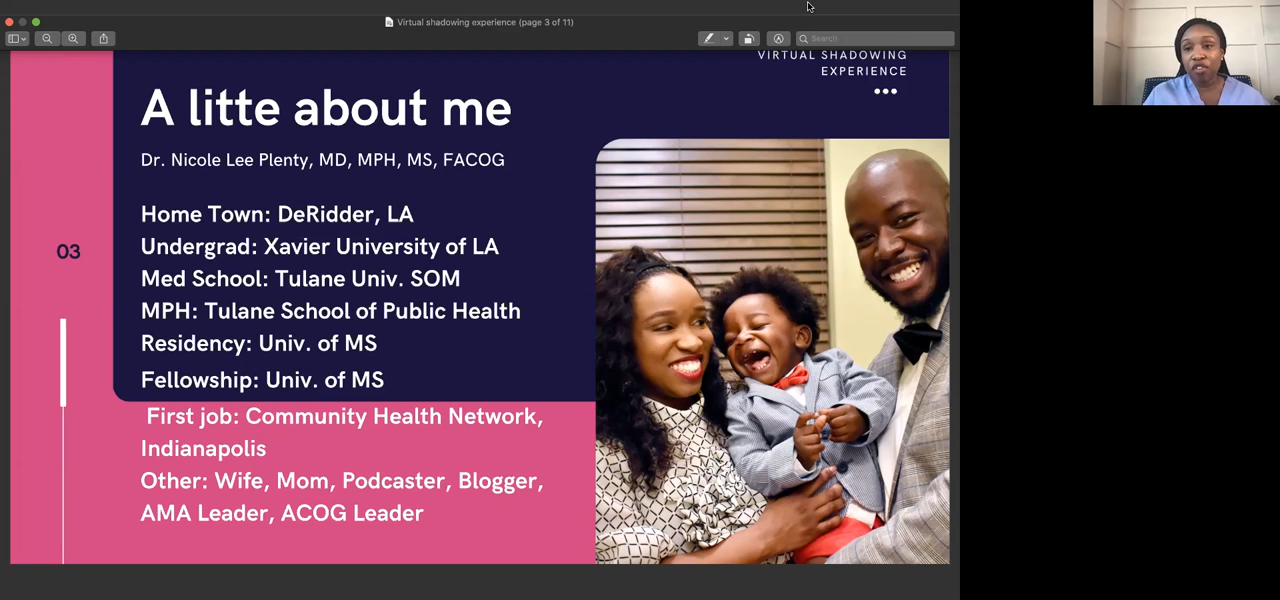 Virtual shadowing experience (page 3 of 11)
Search
VIRTUAL SHADOWING
EXPERIENCE
A litte about me
Dr. Nicole Lee Plenty, MD, MPH, MS, FACOG
Home Town: DeRidder, LA
Undergrad: Xavier University of LA
Med School: Tulane Univ. SOM
03
MPH: Tulane School of Public Health
Residency: Univ. of MS
Fellowship: Univ. of MS
First job: Community Health Network,
Indianapolis
Other: Wife, Mom, Podcaster, Blogger,
AMA Leader, ACOG Leader